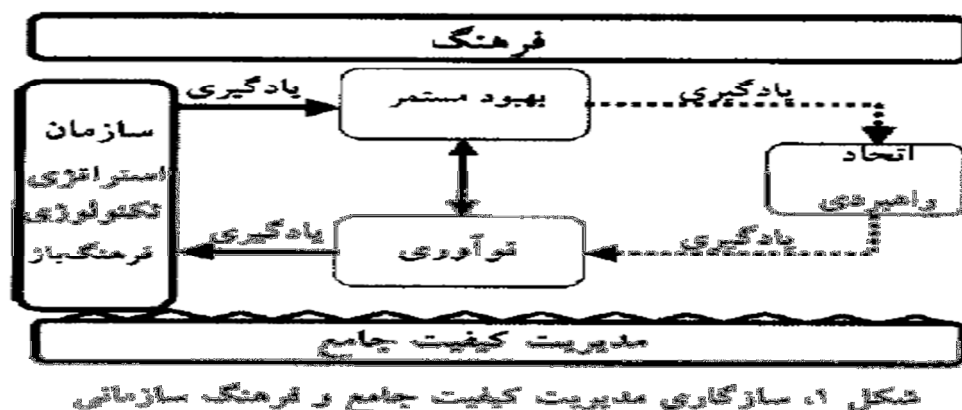 فرهنگ
یادگیری
بهبود مستمر
یادگیری
سازمان
استراتژی
تکنولوژی
فرهنگ‌باز
اتحاد
راهبردی
یادگیری
نوآوری
یادگیری
مدیریت کیفیت جامع
شکل ۱. سازگاری مدیریت کیفیت جامع و فرهنگ سازمانی